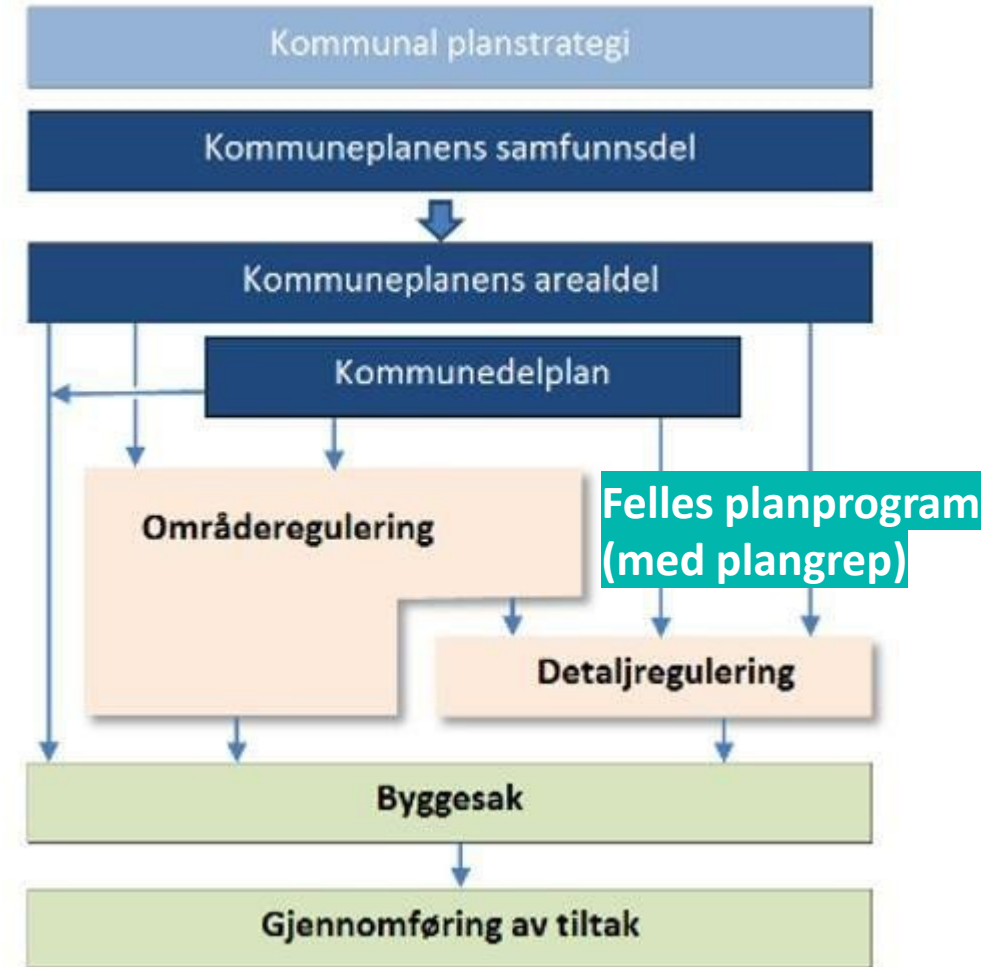 Kommunal planstrategi
Kommuneplanens samfunnsdel
Kommuneplanens arealdel
Kommunedelplan
Områderegulering
Felles planprogram
(med plangrep)
Detaljregulering
Byggesak
Gjennomføring av tiltak